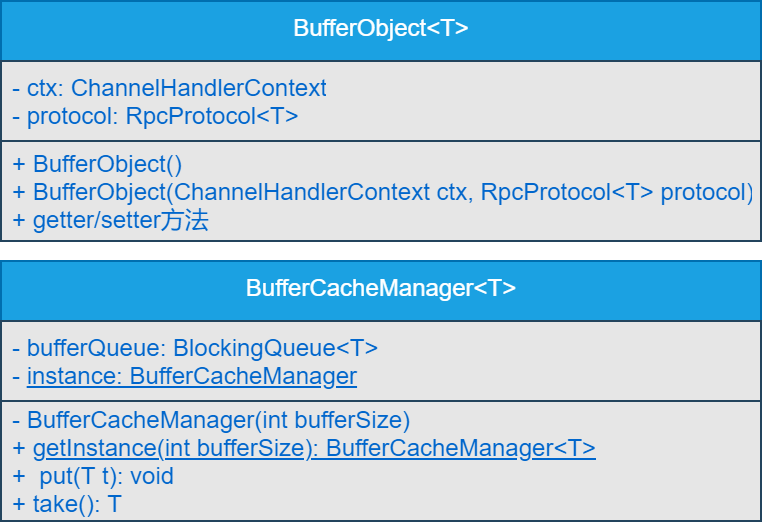 BufferObject<T>
- ctx: ChannelHandlerContext
- protocol: RpcProtocol<T>
+ BufferObject()
+ BufferObject(ChannelHandlerContext ctx, RpcProtocol<T> protocol)
+ getter/setter方法
BufferCacheManager<T>
- bufferQueue: BlockingQueue<T>
- instance: BufferCacheManager
- BufferCacheManager(int bufferSize)
+ getInstance(int bufferSize): BufferCacheManager<T>
+  put(T t): void
+ take(): T